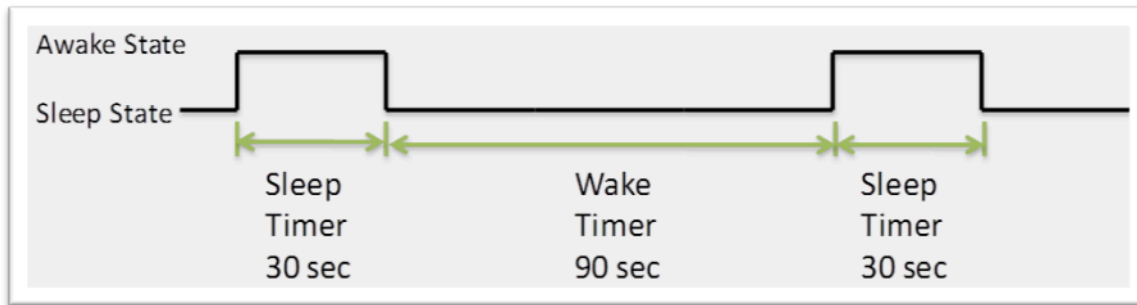 Awake State
Sleep State
Sleep
Timer
30 sec
Wake
Timer
90 sec
Sleep
Timer
30 sec